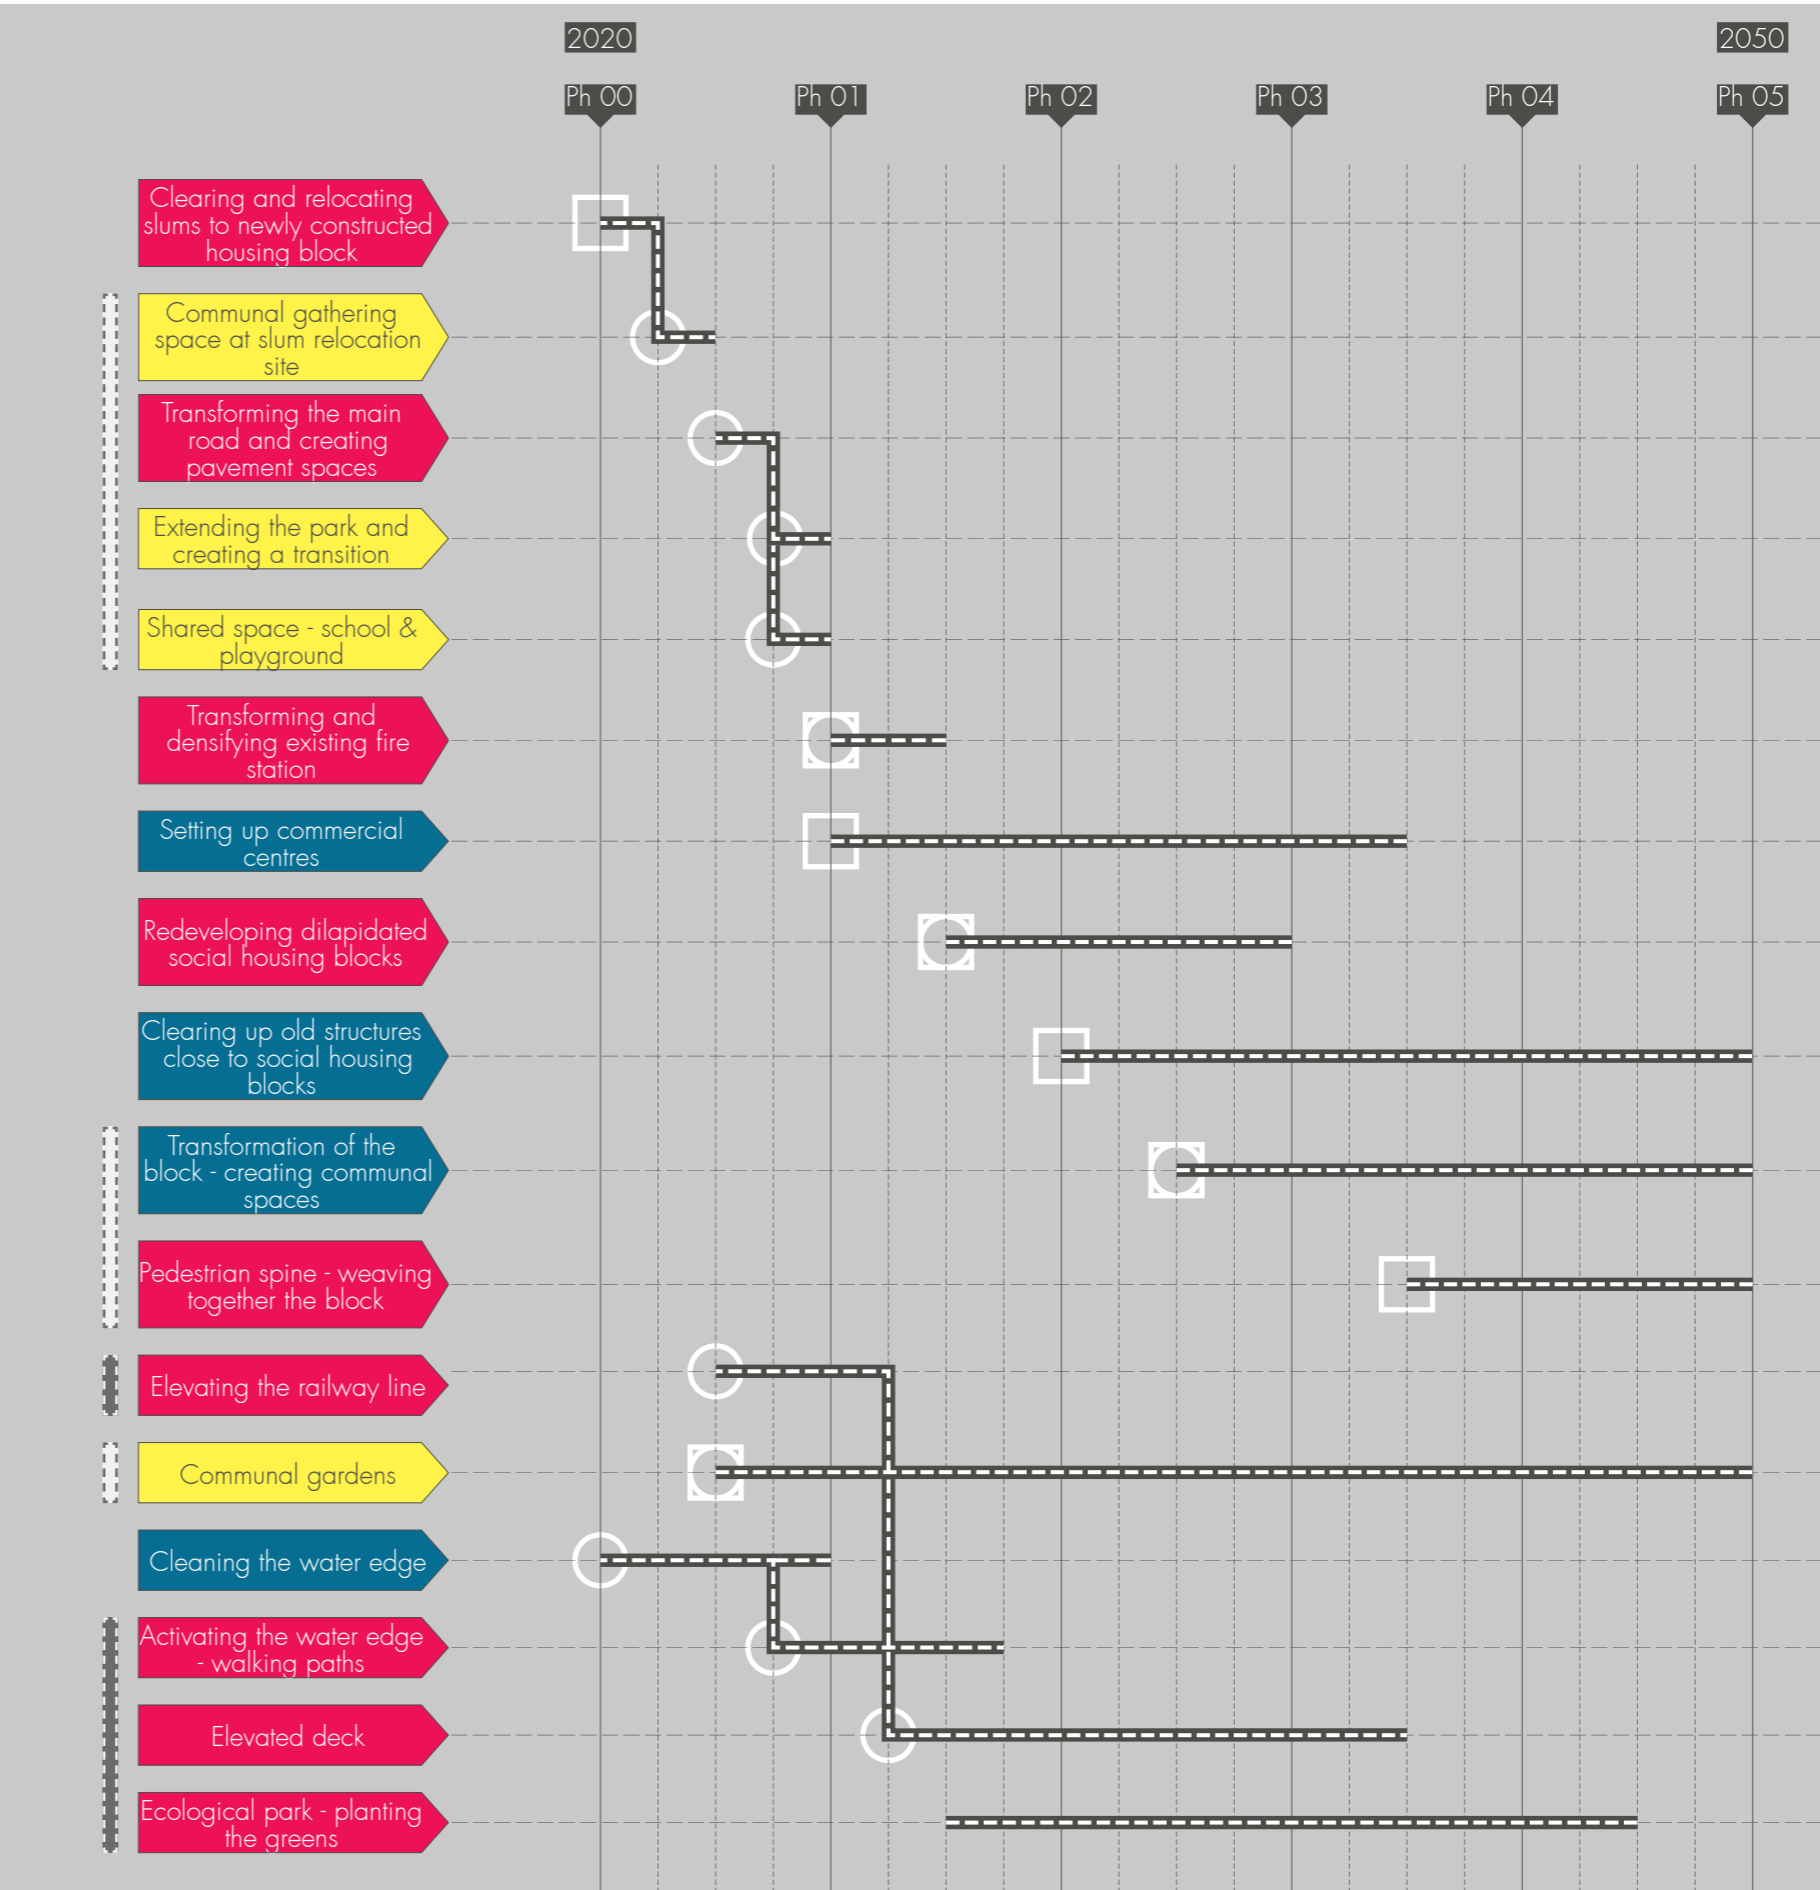 2020
2050
Ph 00
Ph 01
Ph 02
Ph 03
Ph 04
Ph 05
Clearing and relocating
slums to newly constructed
housing block
Communal gathering
space at slum relocation
site
Transforming the main
road and creating
pavement spaces
Extending the park and
creating a transition
Shared space - school &
playground
Transforming and
densifying existing fire
station
Setting up commercial
centres
Redeveloping dilapidated
social housing blocks
Clearing up old structures
close to social housing
blocks
Transformation of the
block - creating communal
spaces
Pedestrian spine - weaving
together the block
Elevating the railway line
Communal gardens
Cleaning the water edge
Activating the water edge
- walking paths
Elevated deck
Ecological park - planting
the greens